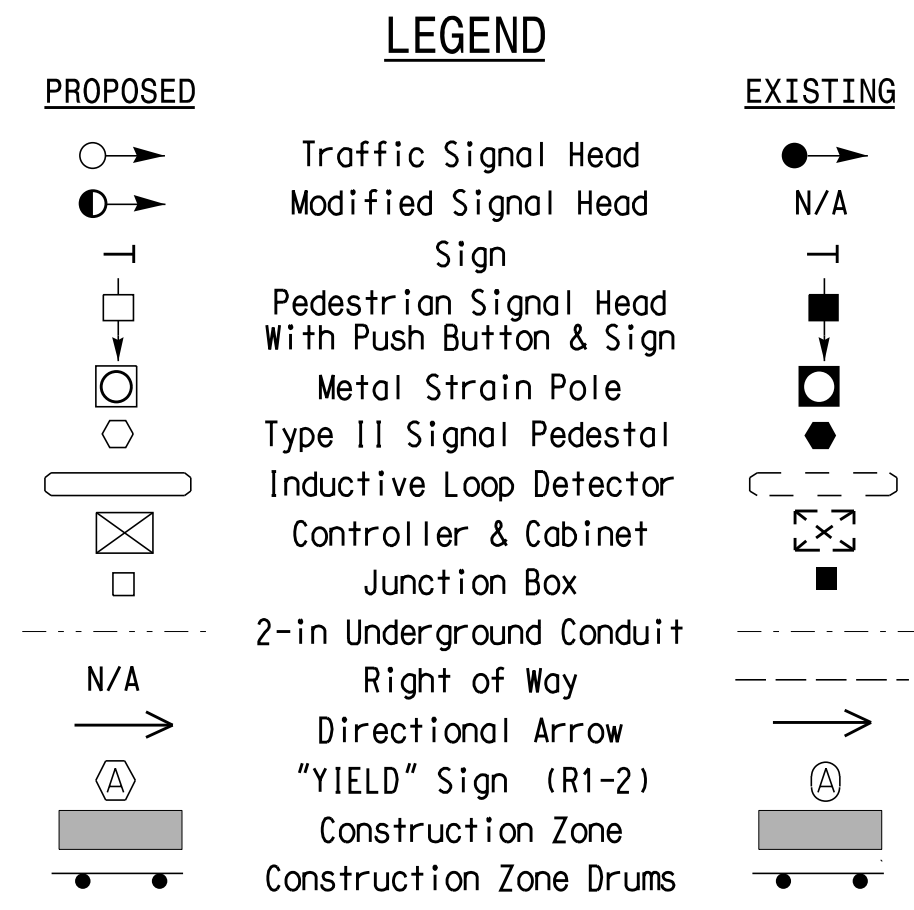 LEGEND
PROPOSED EXISTING
Traffic Signal Head
Modified Signal Head N/A
Sign
Pedestrian Signal Head
With Push Button & Sign
Metal Strain Pole
Type II Signal Pedestal
Inductive Loop Detector
Controller & Cabinet
Junction Box
2-in Underground Conduit
N/A Right of Way
Directional Arrow
A "YIELD" Sign (R1-2) A
Construction Zone
Construction Zone Drums